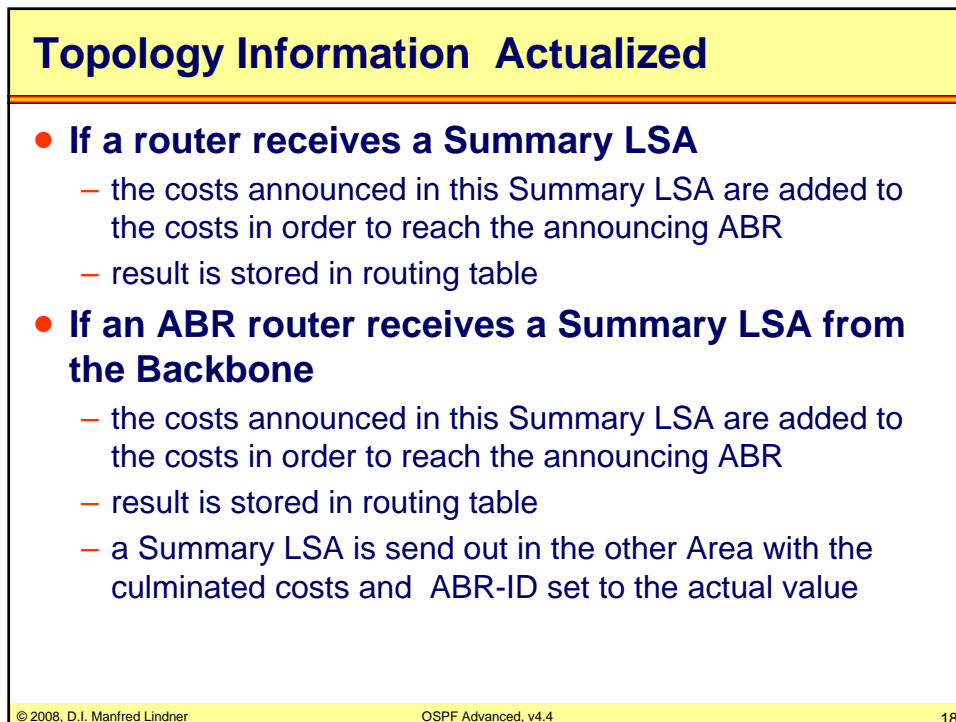 Topology Information  Actualized
• If a router receives a Summary LSA
– the costs announced in this Summary LSA are added to
the costs in order to reach the announcing ABR
– result is stored in routing table
• If an ABR router receives a Summary LSA from
the Backbone
– the costs announced in this Summary LSA are added to
the costs in order to reach the announcing ABR
– result is stored in routing table
– a Summary LSA is send out in the other Area with the
culminated costs and  ABR-ID set to the actual value
© 2008, D.I. Manfred Lindner OSPF Advanced, v4.4 18